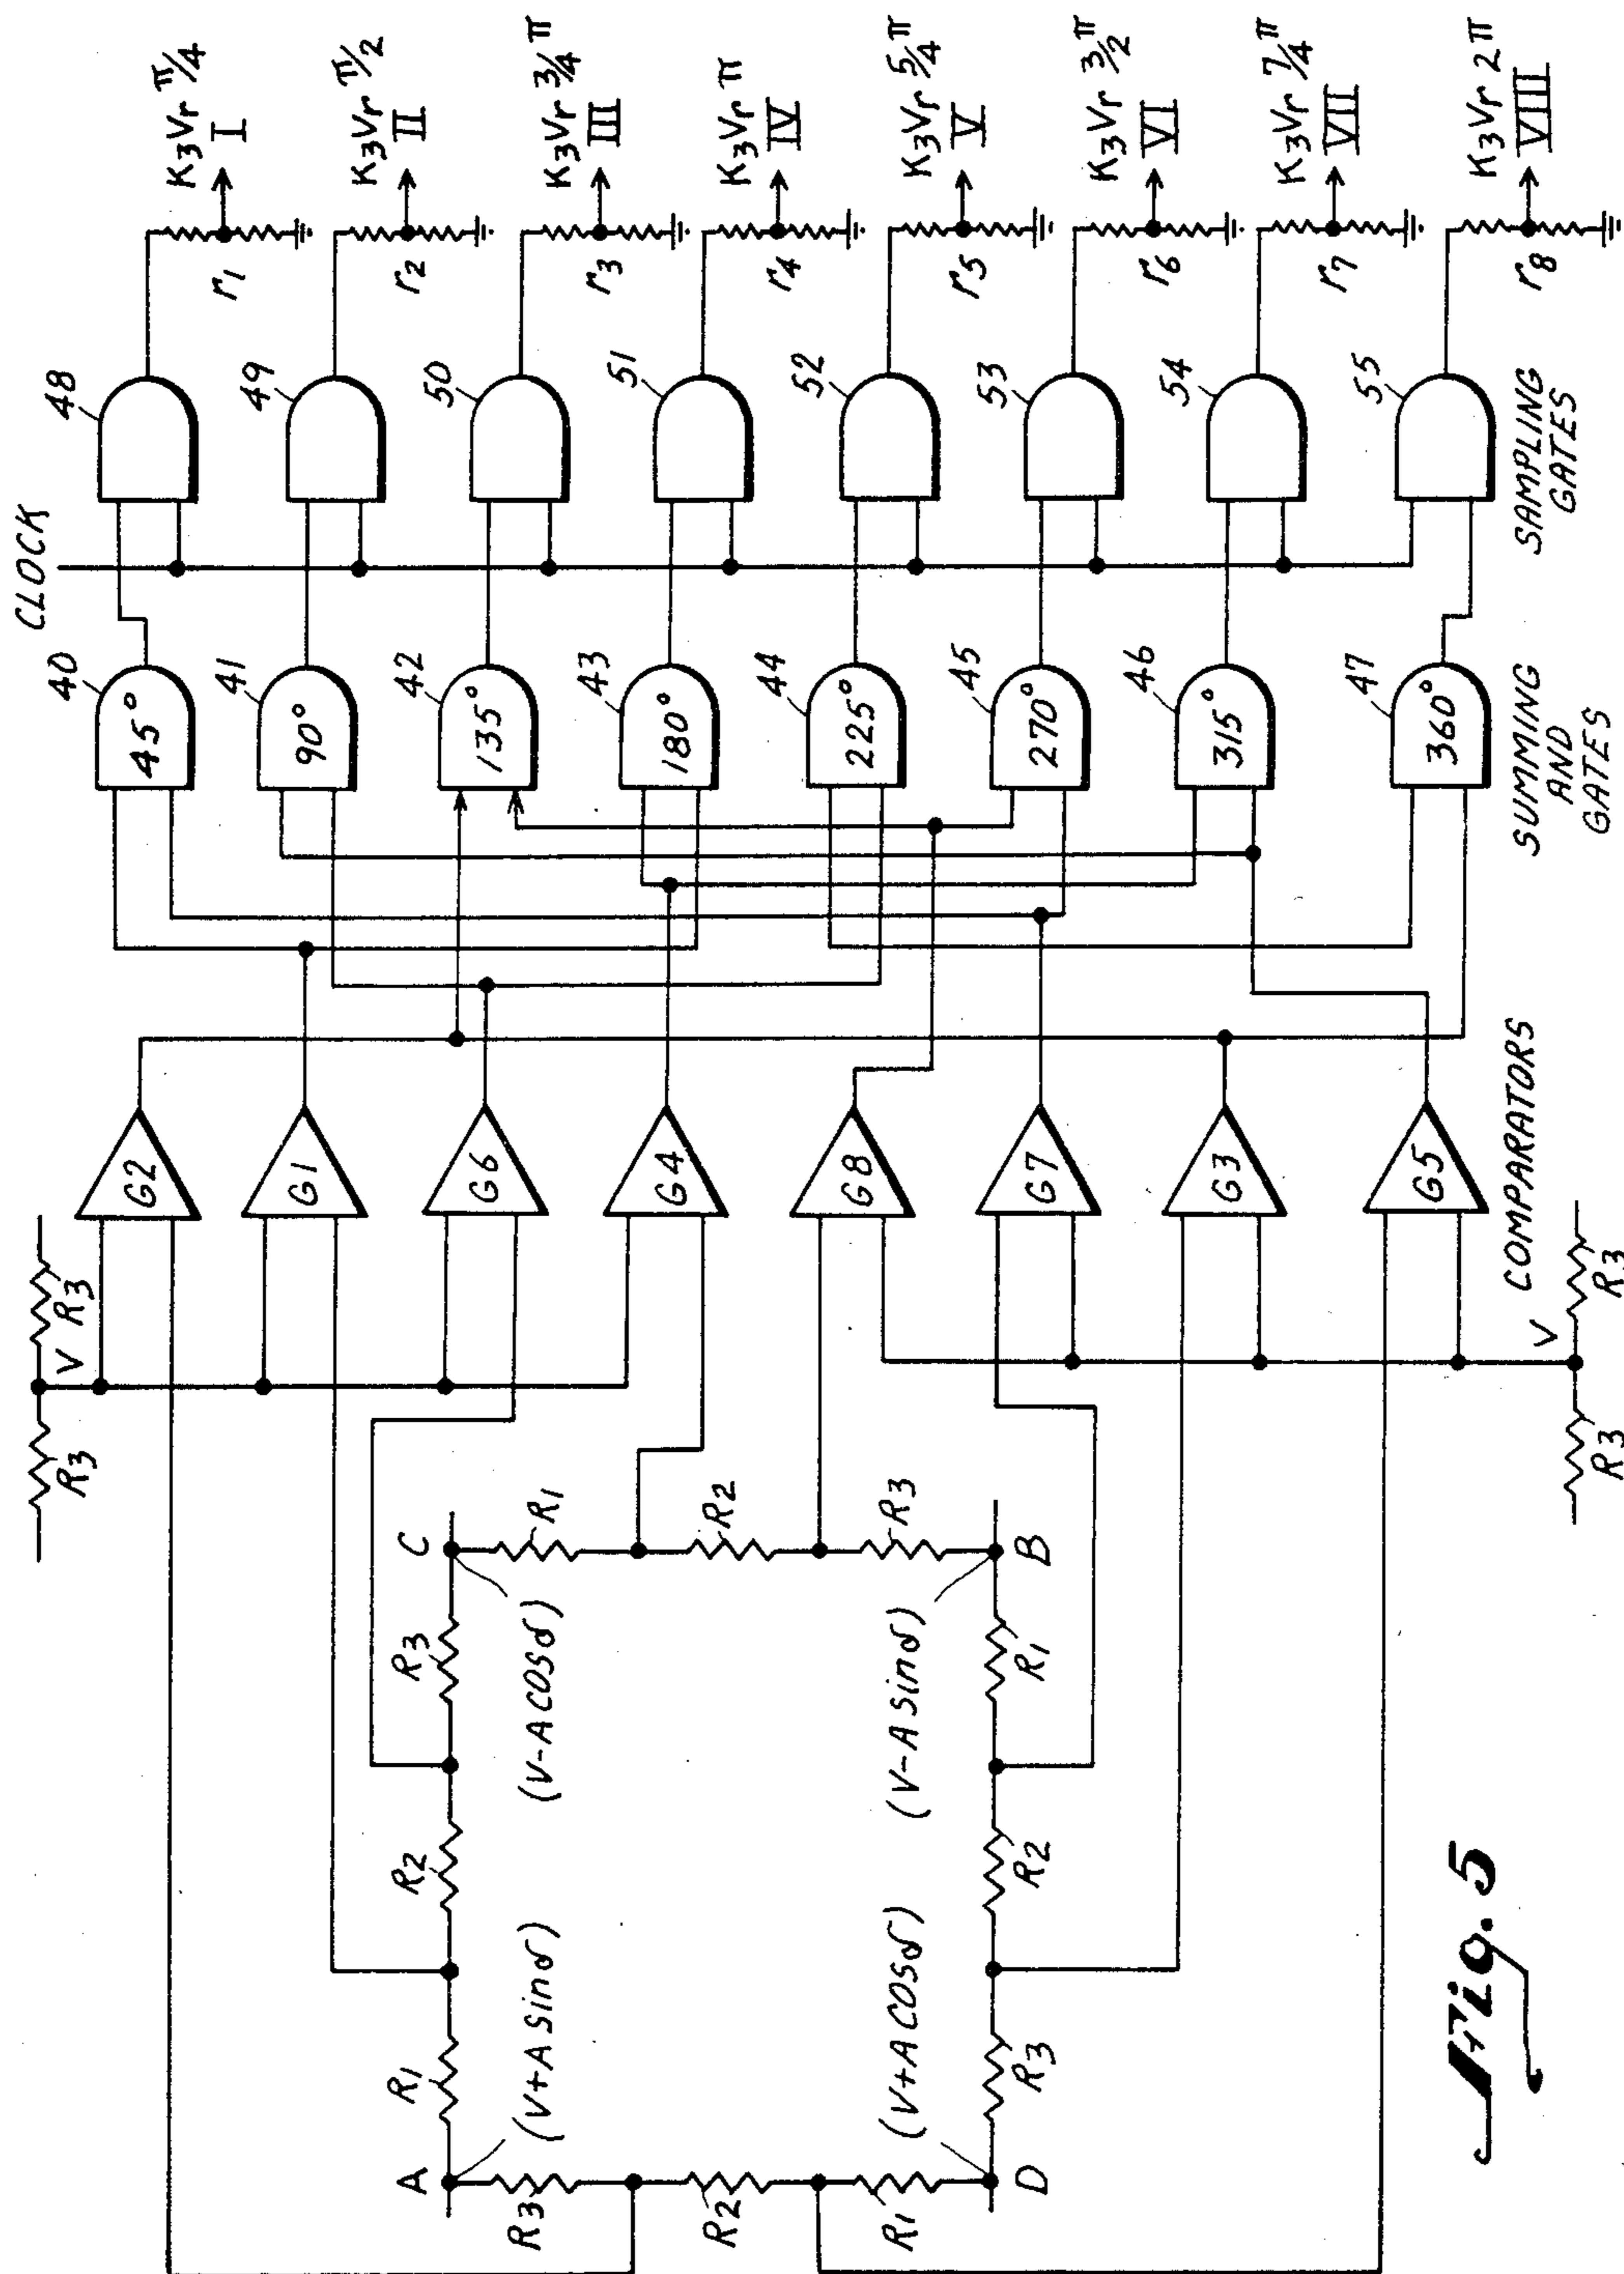 CLOCK
R3
V
R3
A
R1
R2
R3
C
(V+A Sin σ)
(V-A COS σ)
R3
R2
R1
R1
R2
R3
(V+A COS σ)
(V-A Sin σ)
D
R3
R2
R1
B
R3
V
R3
G2
G1
G6
G4
G8
G7
G3
G5
COMPARATORS
40
45°
41
90°
42
135°
43
180°
44
225°
45
270°
46
315°
47
360°
SUMMING
AND
GATES
48
49
50
51
52
53
54
55
SAMPLING
GATES
r1
r2
r3
r4
r5
r6
r7
r8
K3Vr π/4
I
K3Vr π/2
II
K3Vr 3/4 π
III
K3Vr π
IV
K3Vr 5/4 π
V
K3Vr 3/2 π
VI
K3Vr 7/4 π
VII
K3Vr 2π
VIII
Fig. 5